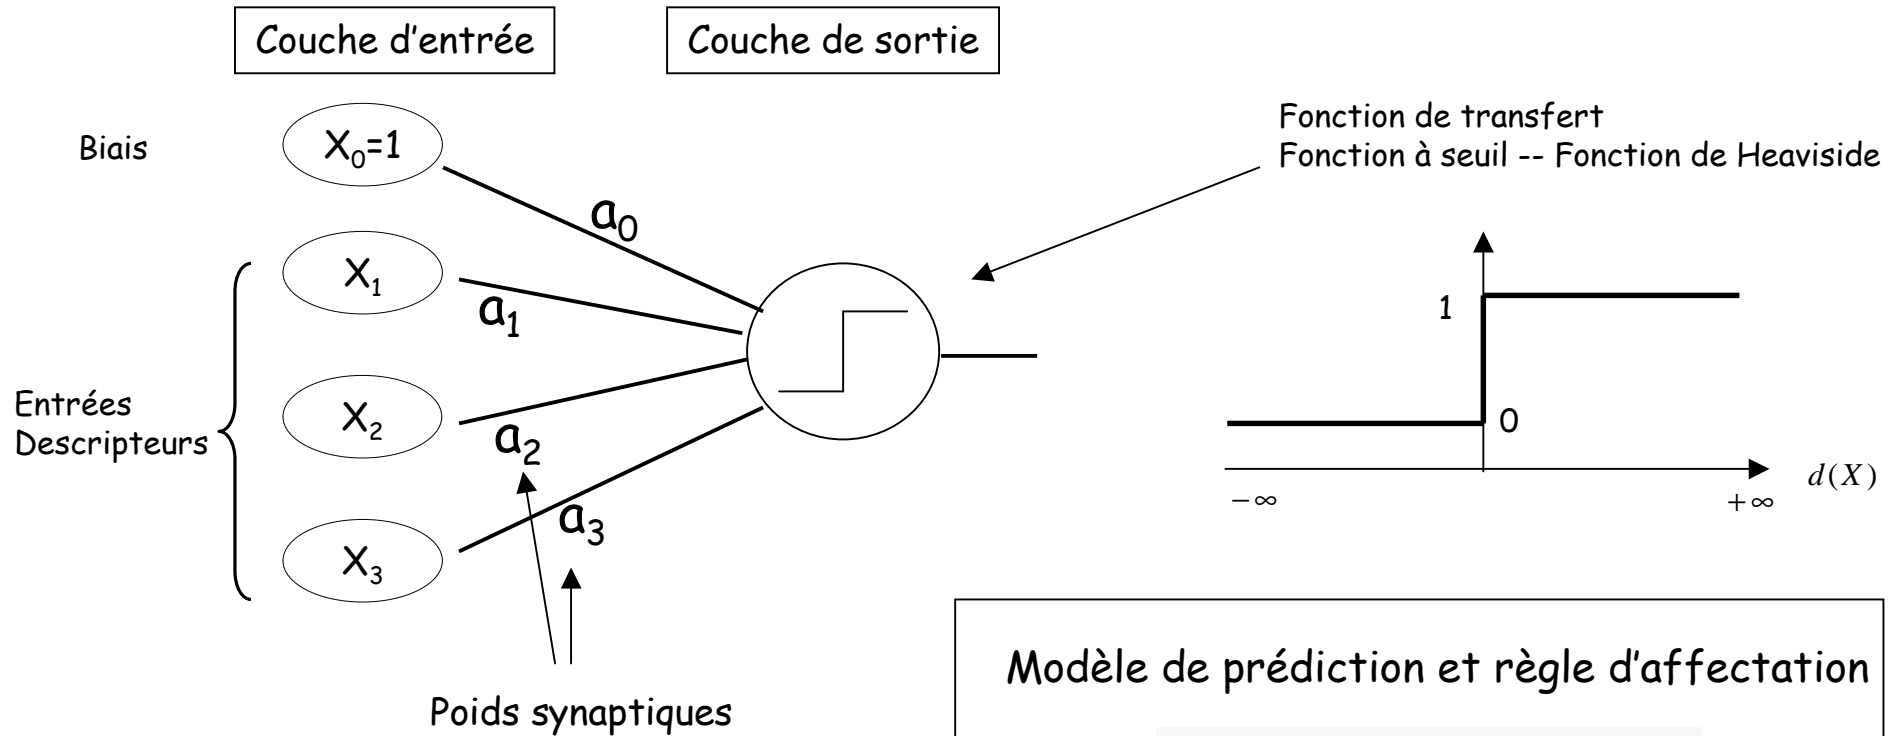 Couche d'entrée
Couche de sortie
Biais
X₀=1
a₀
Fonction de transfert
Fonction à seuil -- Fonction de Heaviside
X₁
a₁
Entrées
Descripteurs
X₂
a₂
X₃
a₃
Poids synaptiques
1
0
d(X)
−∞
+∞
Modèle de prédiction et règle d'affectation